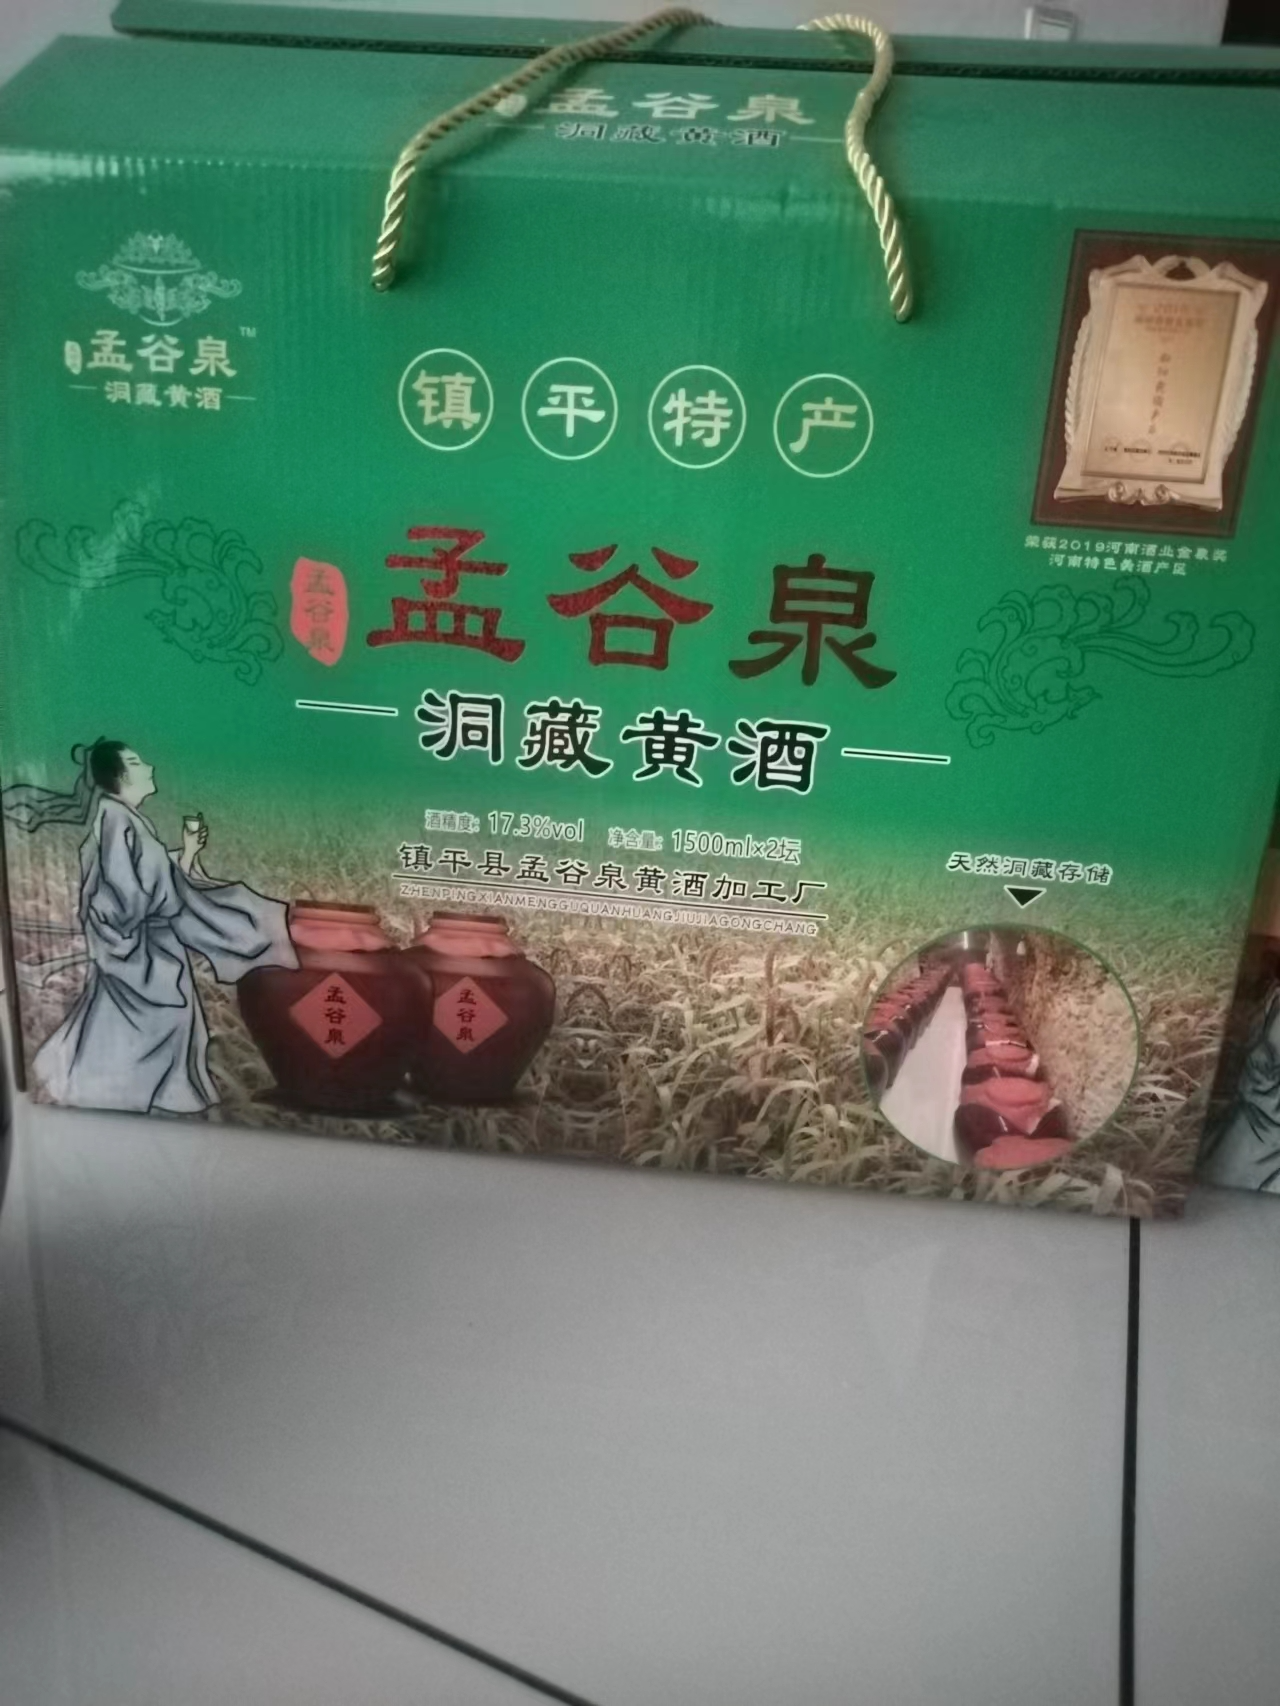 孟谷泉
洞藏黄酒
孟谷泉™
洞藏黄酒
镇平特产
荣获2019河南酒业金象奖
河南特色黄酒产区
孟谷泉
孟谷泉
洞藏黄酒
酒精度: 17.3%vol 净含量: 1500ml×2坛
镇平县孟谷泉黄酒加工厂
ZHENPINGXIANMENGGUQUANHUANGJIUJIAGONGCHANG
天然洞藏存储
孟谷泉
孟谷泉